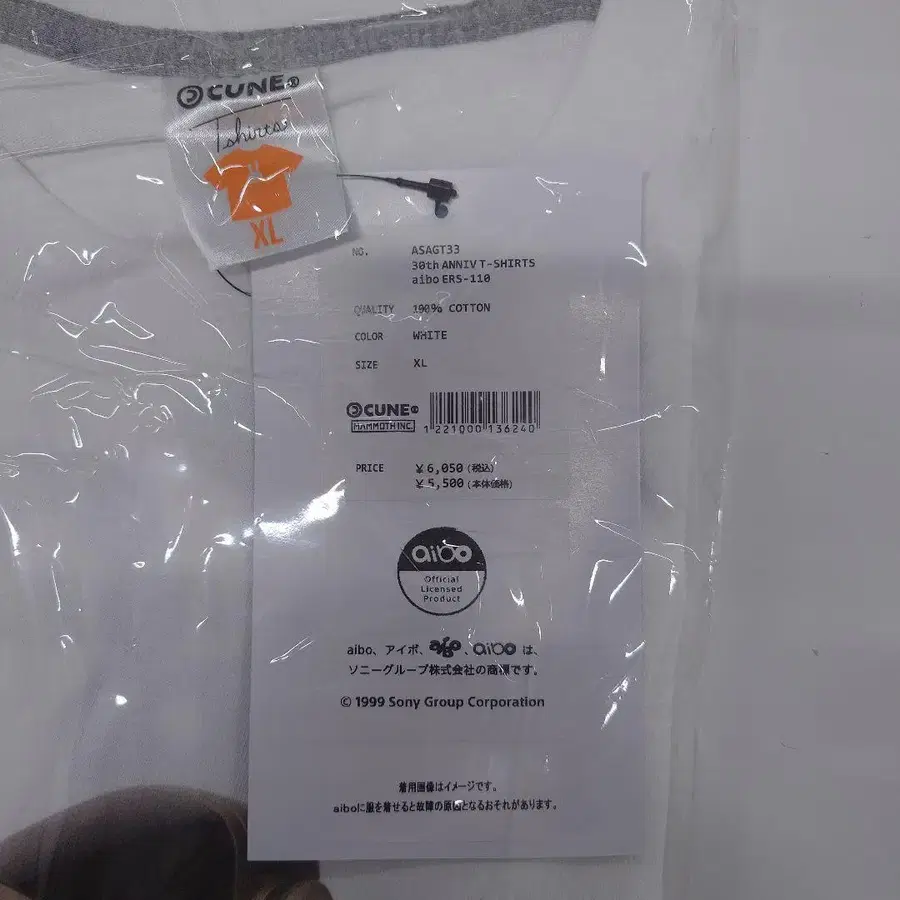 CUNE®
Tshirts
XL
NO. ASAGT33
30th ANNIV T-SHIRTS
aibo ERS-110
QUALITY 100% COTTON
COLOR WHITE
SIZE XL
CUNE®
MAMMOTH INC.
1 221000 136240
PRICE ¥6,050 (税込)
¥5,500 (本体価格)
aibo
Official
Licensed
Product
aibo、アイボ、aibo、aibo は、
ソニーグループ株式会社の商標です。
© 1999 Sony Group Corporation
着用画像はイメージです。
aiboに服を着せると故障の原因となるおそれがあります。